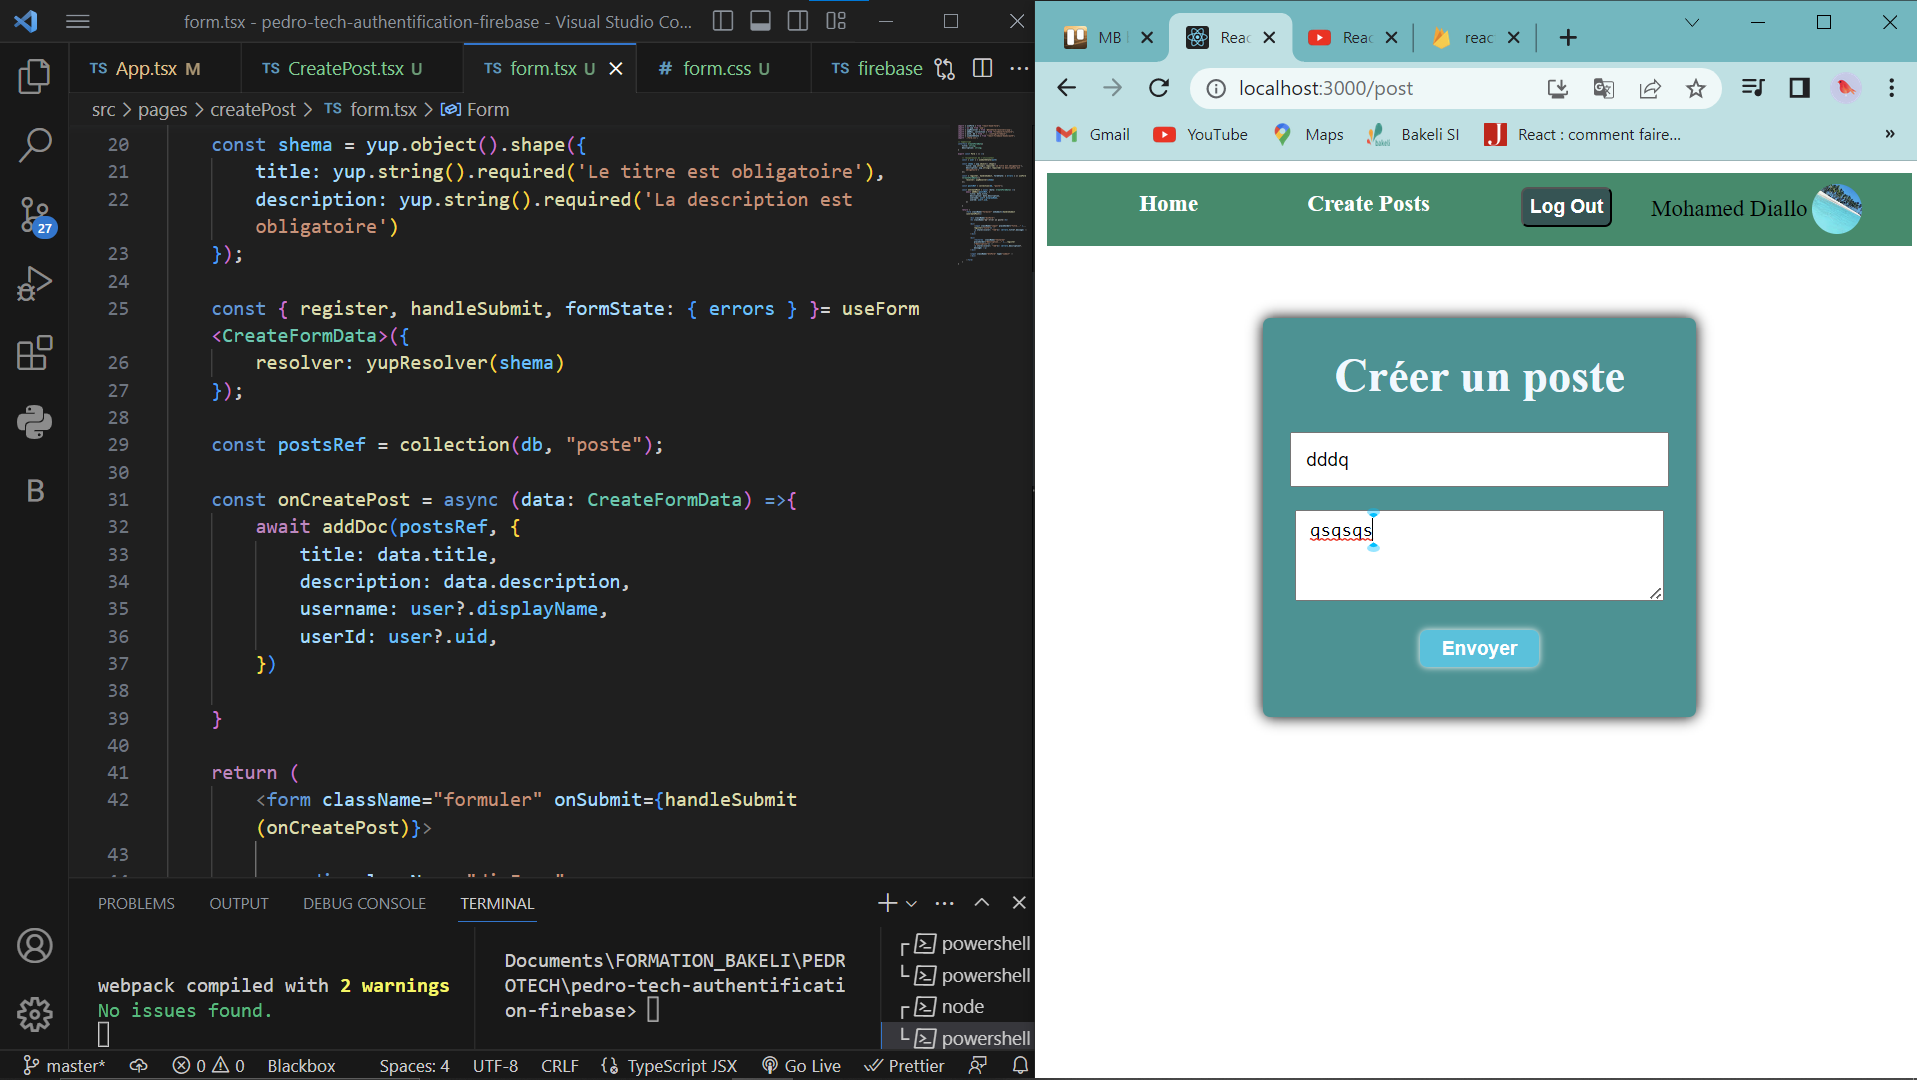 form.tsx - pedro-tech-authentification-firebase - Visual Studio Co...
TS App.tsx M
TS CreatePost.tsx U
TS form.tsx U
# form.css U
TS firebase
src > pages > createPost > TS form.tsx > Form
20 const shema = yup.object().shape({
21 title: yup.string().required('Le titre est obligatoire'),
22 description: yup.string().required('La description est
obligatoire')
23 });
24
25 const { register, handleSubmit, formState: { errors } }= useForm
<CreateFormData>({
26 resolver: yupResolver(shema)
27 });
28
29 const postsRef = collection(db, "poste");
30
31 const onCreatePost = async (data: CreateFormData) =>{
32 await addDoc(postsRef, {
33 title: data.title,
34 description: data.description,
35 username: user?.displayName,
36 userId: user?.uid,
37 })
38
39 }
40
41 return (
42 <form className="formuler" onSubmit={handleSubmit
(onCreatePost)}>
43
27
B
PROBLEMS OUTPUT DEBUG CONSOLE TERMINAL
webpack compiled with 2 warnings
No issues found.
Documents\FORMATION_BAKELI\PEDR
OTECH\pedro-tech-authentificati
on-firebase>
powershell
powershell
node
powershell
master* 0 0 Blackbox Spaces: 4 UTF-8 CRLF {} TypeScript JSX Go Live Prettier
MB
Reac
Reac
reac
localhost:3000/post
Gmail YouTube Maps Bakeli SI React : comment faire... »
Home Create Posts Log Out Mohamed Diallo
Créer un poste
dddq
qsqsqs
Envoyer